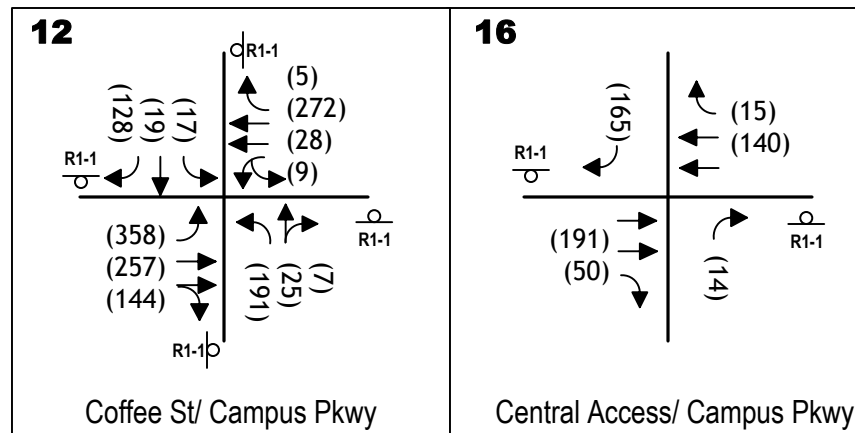 12
R1-1
(128)
(19)
(17)
(5)
(272)
(28)
(9)
R1-1
(358)
(257)
(144)
(191)
(25)
(7)
R1-1
R1-1
Coffee St/ Campus Pkwy
16
(165)
(15)
(140)
R1-1
(191)
(50)
(14)
R1-1
Central Access/ Campus Pkwy